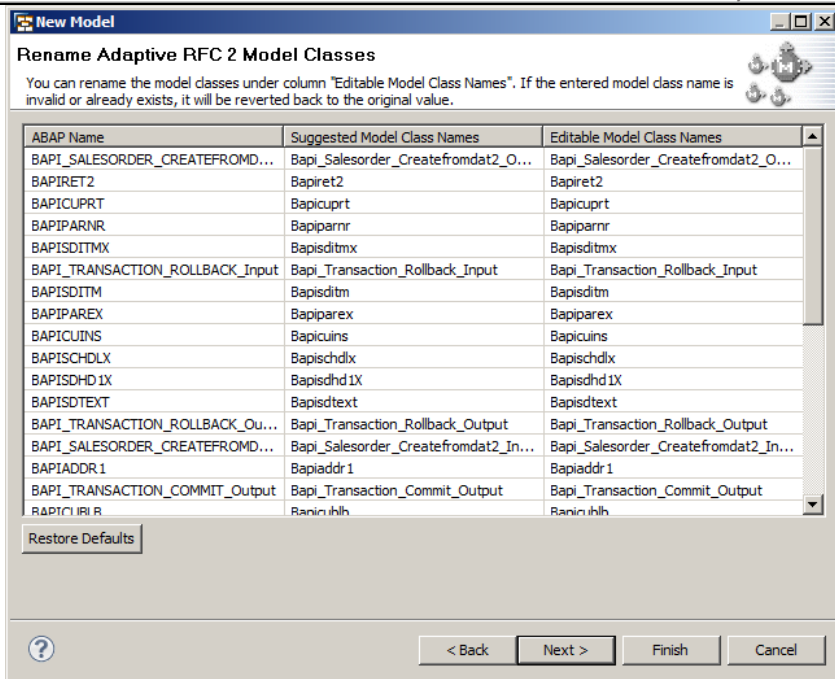 New Model
Rename Adaptive RFC 2 Model Classes
You can rename the model classes under column "Editable Model Class Names". If the entered model class name is
invalid or already exists, it will be reverted back to the original value.
ABAP Name Suggested Model Class Names Editable Model Class Names
BAPI_SALESORDER_CREATEFROMD... Bapi_Salesorder_Createfromdat2_O... Bapi_Salesorder_Createfromdat2_O...
BAPIRET2 Bapiret2 Bapiret2
BAPICUPRT Bapicuprt Bapicuprt
BAPIPARNR Bapiparnr Bapiparnr
BAPISDITMX Bapisditmx Bapisditmx
BAPI_TRANSACTION_ROLLBACK_Input Bapi_Transaction_Rollback_Input Bapi_Transaction_Rollback_Input
BAPISDITM Bapisditm Bapisditm
BAPIPAREX Bapiparex Bapiparex
BAPICUINS Bapicuins Bapicuins
BAPISCHDLX Bapischdlx Bapischdlx
BAPISDHD1X Bapisdhd1X Bapisdhd1X
BAPISDTEXT Bapisdtext Bapisdtext
BAPI_TRANSACTION_ROLLBACK_Ou... Bapi_Transaction_Rollback_Output Bapi_Transaction_Rollback_Output
BAPI_SALESORDER_CREATEFROMD... Bapi_Salesorder_Createfromdat2_In... Bapi_Salesorder_Createfromdat2_In...
BAPIADDR1 Bapiaddr1 Bapiaddr1
BAPI_TRANSACTION_COMMIT_Output Bapi_Transaction_Commit_Output Bapi_Transaction_Commit_Output
BAPICUBLB Bapicublb Bapicublb
Restore Defaults
< Back Next > Finish Cancel